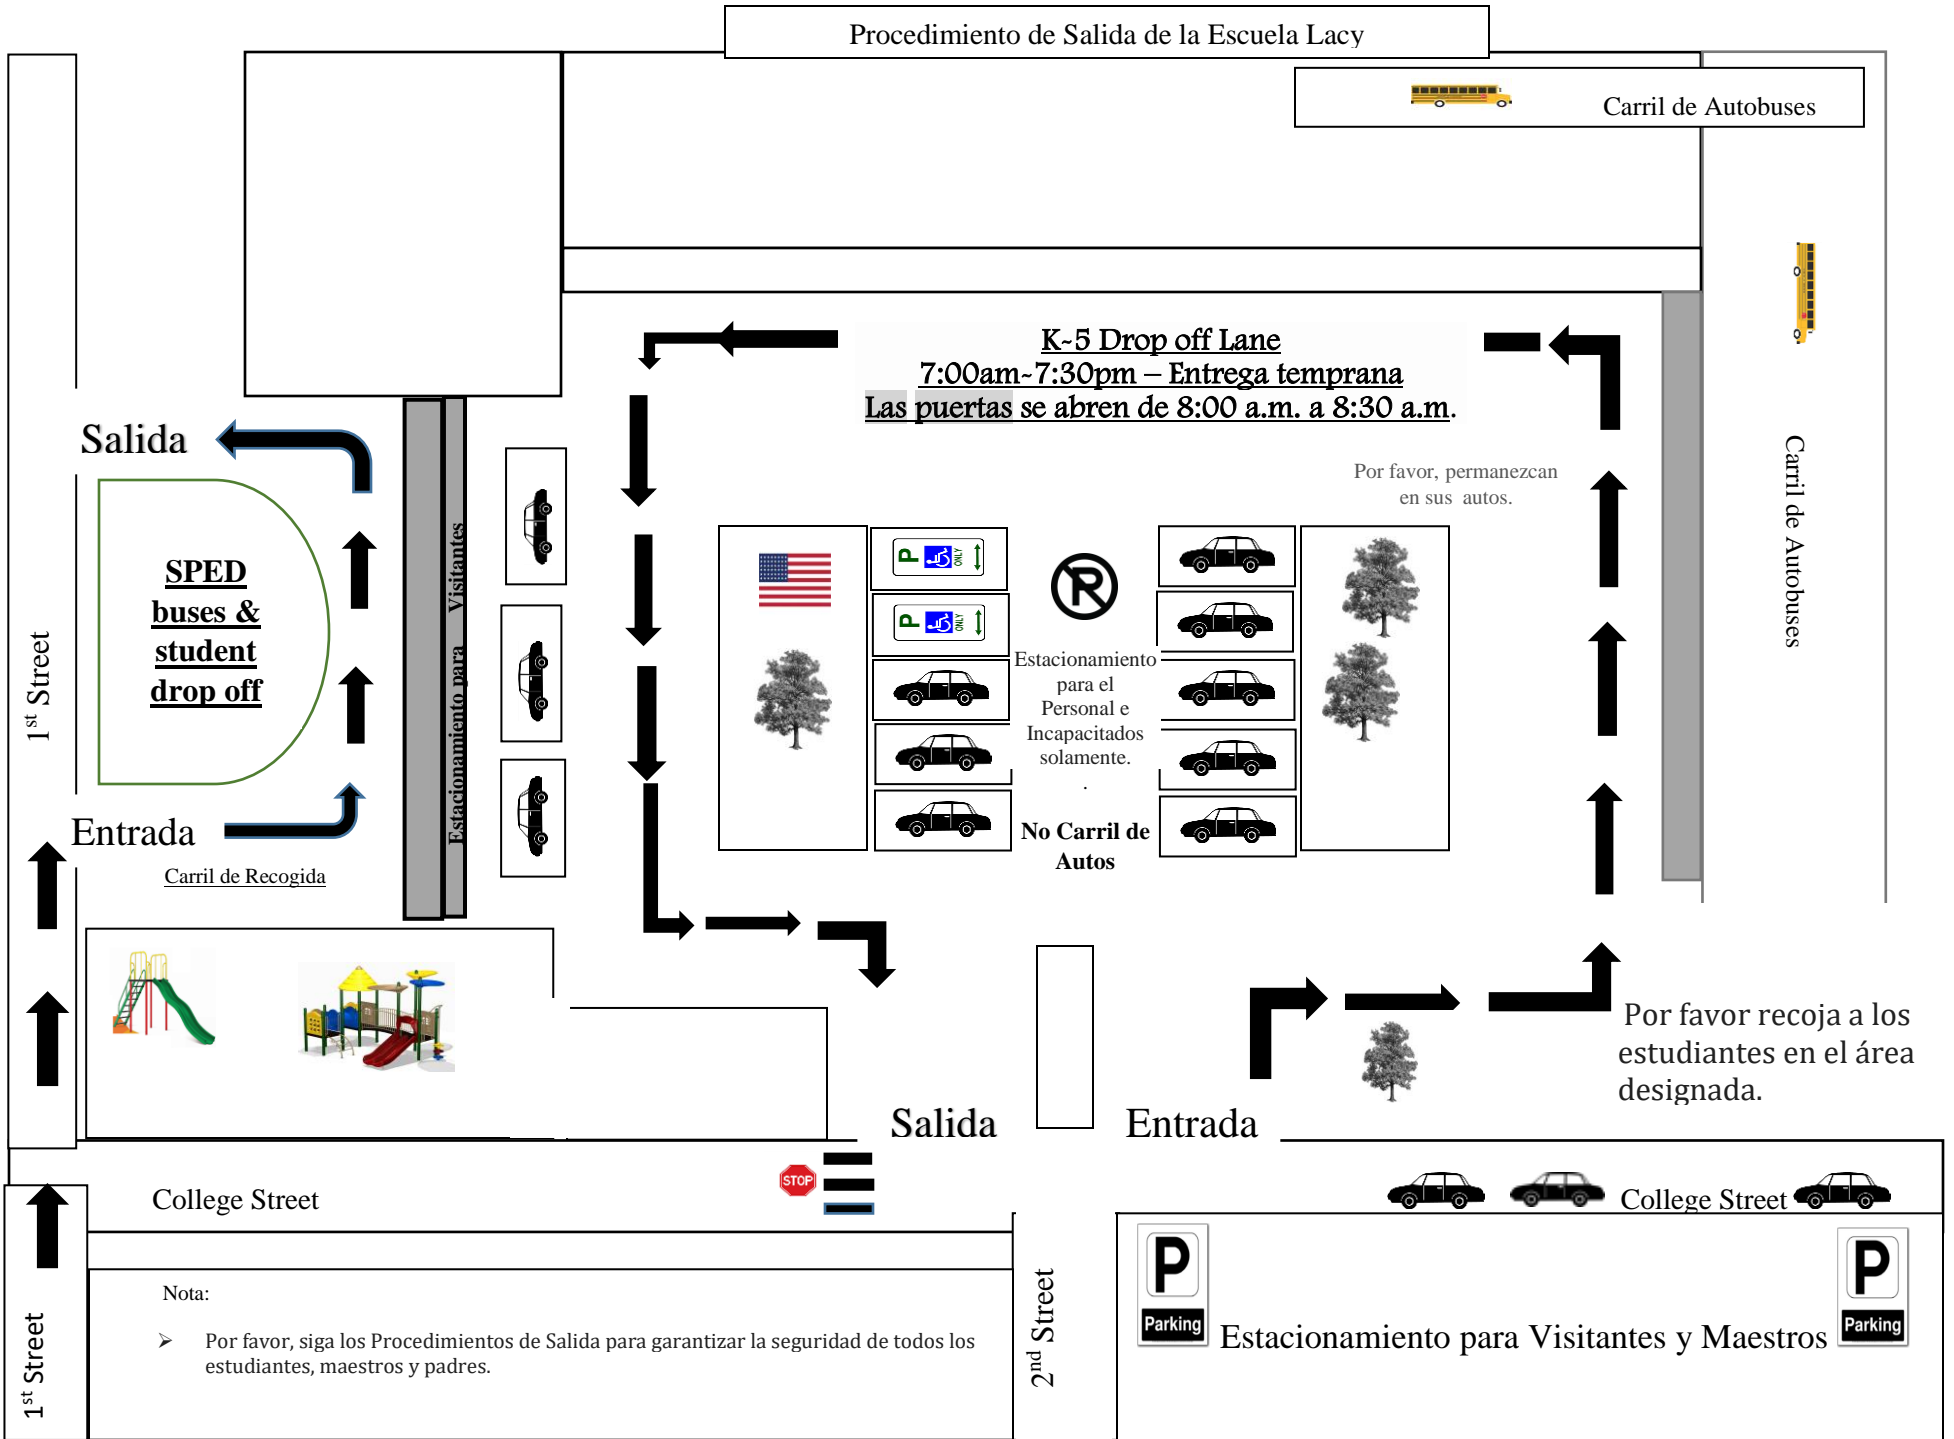 Procedimiento de Salida de la Escuela Lacy
Carril de Autobuses
K-5 Drop off Lane
7:00am-7:30pm – Entrega temprana
Las puertas se abren de 8:00 a.m. a 8:30 a.m.
Por favor, permanezcan
en sus autos.
Carril de Autobuses
Salida
SPED
buses &
student
drop off
1st Street
Entrada
Carril de Recogida
Estacionamiento para Visitantes
P
ONLY
P
ONLY
R
Estacionamiento
para el
Personal e
Incapacitados
solamente.
.
No Carril de
Autos
Por favor recoja a los
estudiantes en el área
designada.
Salida
Entrada
STOP
College Street
College Street
1st Street
2nd Street
Nota:
➢ Por favor, siga los Procedimientos de Salida para garantizar la seguridad de todos los
estudiantes, maestros y padres.
P
Parking
Estacionamiento para Visitantes y Maestros
P
Parking